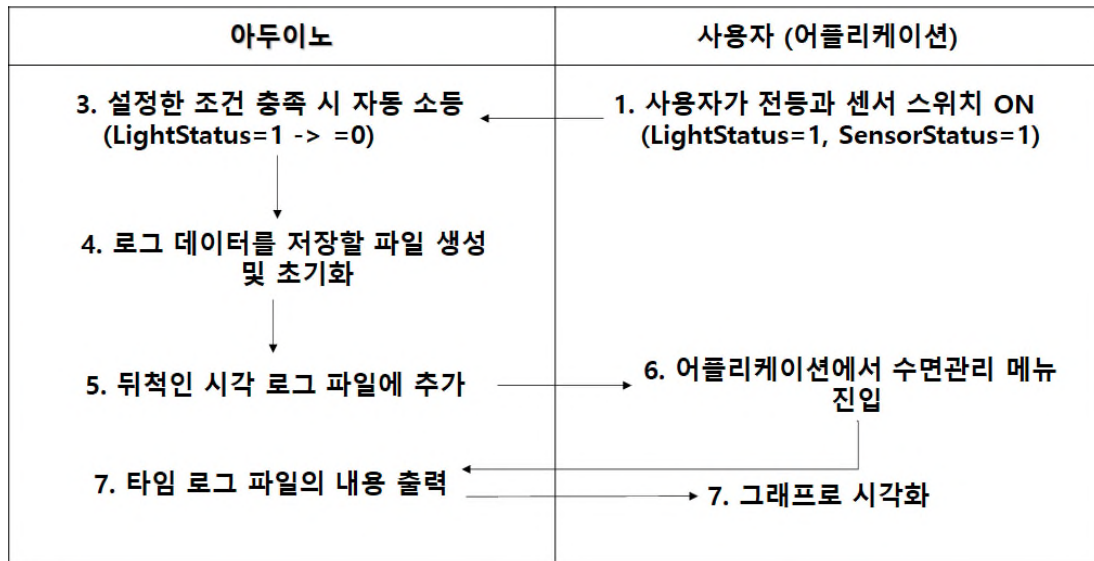 아두이노
사용자 (어플리케이션)
3. 설정한 조건 충족 시 자동 소등
(LightStatus=1 -> =0)
1. 사용자가 전등과 센서 스위치 ON
(LightStatus=1, SensorStatus=1)
4. 로그 데이터를 저장할 파일 생성
및 초기화
5. 뒤척인 시각 로그 파일에 추가
6. 어플리케이션에서 수면관리 메뉴
진입
7. 타임 로그 파일의 내용 출력
7. 그래프로 시각화